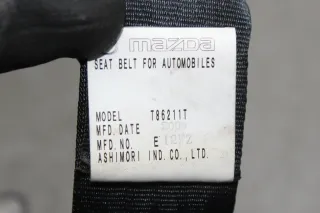 mazda
SEAT BELT FOR AUTOMOBILES
MODEL T86211T
MFD. DATE
MFD. NO. E
ASHIMORI IND. CO., LTD.